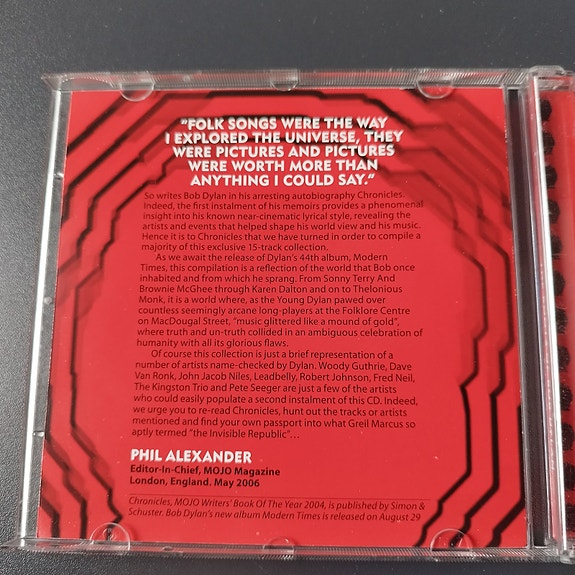 "FOLK SONGS WERE THE WAY
I EXPLORED THE UNIVERSE, THEY
WERE PICTURES AND PICTURES
WERE WORTH MORE THAN
ANYTHING I COULD SAY."
So writes Bob Dylan in his arresting autobiography Chronicles.
Indeed, the first instalment of his memoirs provides a phenomenal
insight into his known near-cinematic lyrical style, revealing the
artists and events that helped shape his world view and his music.
Hence it is to Chronicles that we have turned in order to compile a
majority of this exclusive 15-track collection.
As we await the release of Dylan's 44th album, Modern
Times, this compilation is a reflection of the world that Bob once
inhabited and from which he sprang. From Sonny Terry And
Brownie McGhee through Karen Dalton and on to Thelonious
Monk, it is a world where, as the Young Dylan pawed over
countless seemingly arcane long-players at the Folklore Centre
on MacDougal Street, "music glittered like a mound of gold",
where truth and un-truth collided in an ambiguous celebration of
humanity with all its glorious flaws.
Of course this collection is just a brief representation of a
number of artists name-checked by Dylan. Woody Guthrie, Dave
Van Ronk, John Jacob Niles, Leadbelly, Robert Johnson, Fred Neil,
The Kingston Trio and Pete Seeger are just a few of the artists
who could easily populate a second instalment of this CD. Indeed,
we urge you to re-read Chronicles, hunt out the tracks or artists
mentioned and find your own passport into what Greil Marcus so
aptly termed "the Invisible Republic"...
PHIL ALEXANDER
Editor-In-Chief, MOJO Magazine
London, England, May 2006
Chronicles, MOJO Writers' Book Of The Year 2004, is published by Simon &
Schuster. Bob Dylan's new album Modern Times is released on August 29